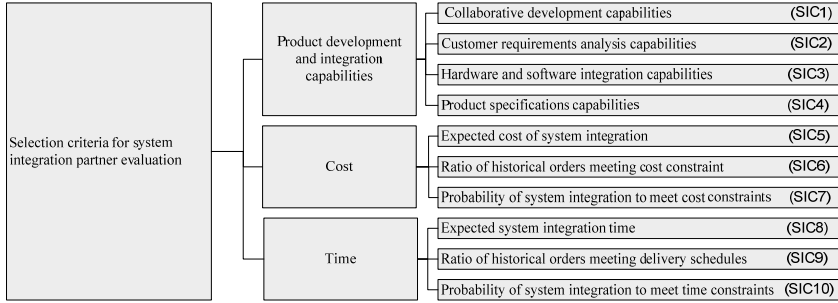 Selection criteria for system
integration partner evaluation
Product development
and integration
capabilities
Collaborative development capabilities (SIC1)
Customer requirements analysis capabilities (SIC2)
Hardware and software integration capabilities (SIC3)
Product specifications capabilities (SIC4)
Cost
Expected cost of system integration (SIC5)
Ratio of historical orders meeting cost constraint (SIC6)
Probability of system integration to meet cost constraints (SIC7)
Time
Expected system integration time (SIC8)
Ratio of historical orders meeting delivery schedules (SIC9)
Probability of system integration to meet time constraints (SIC10)